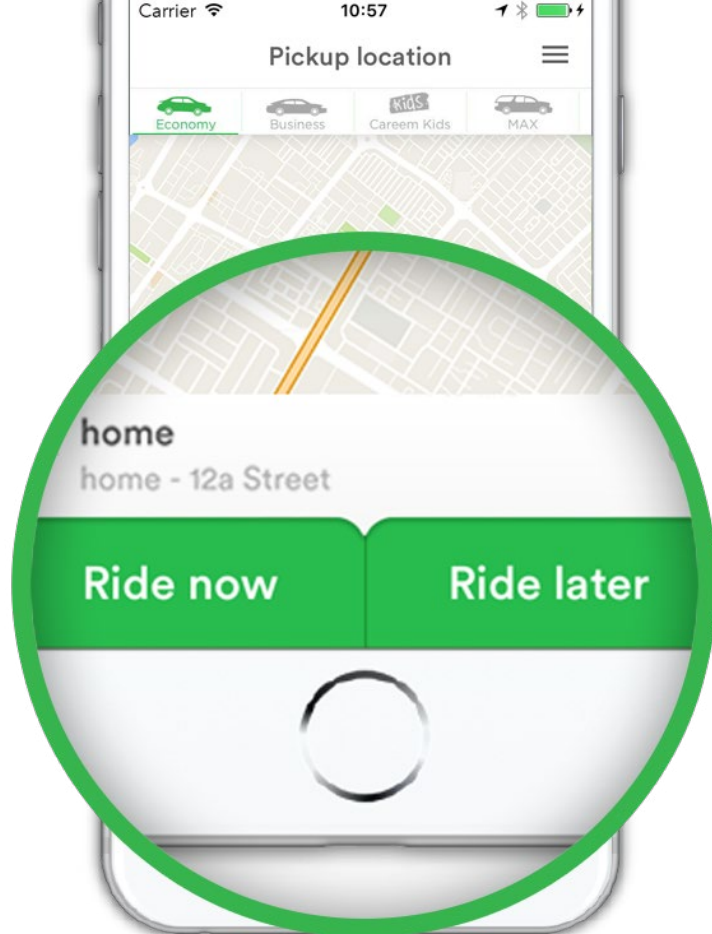 Carrier 10:57
Pickup location
Economy Business Kids Careem Kids MAX
home
home - 12a Street
Ride now Ride later